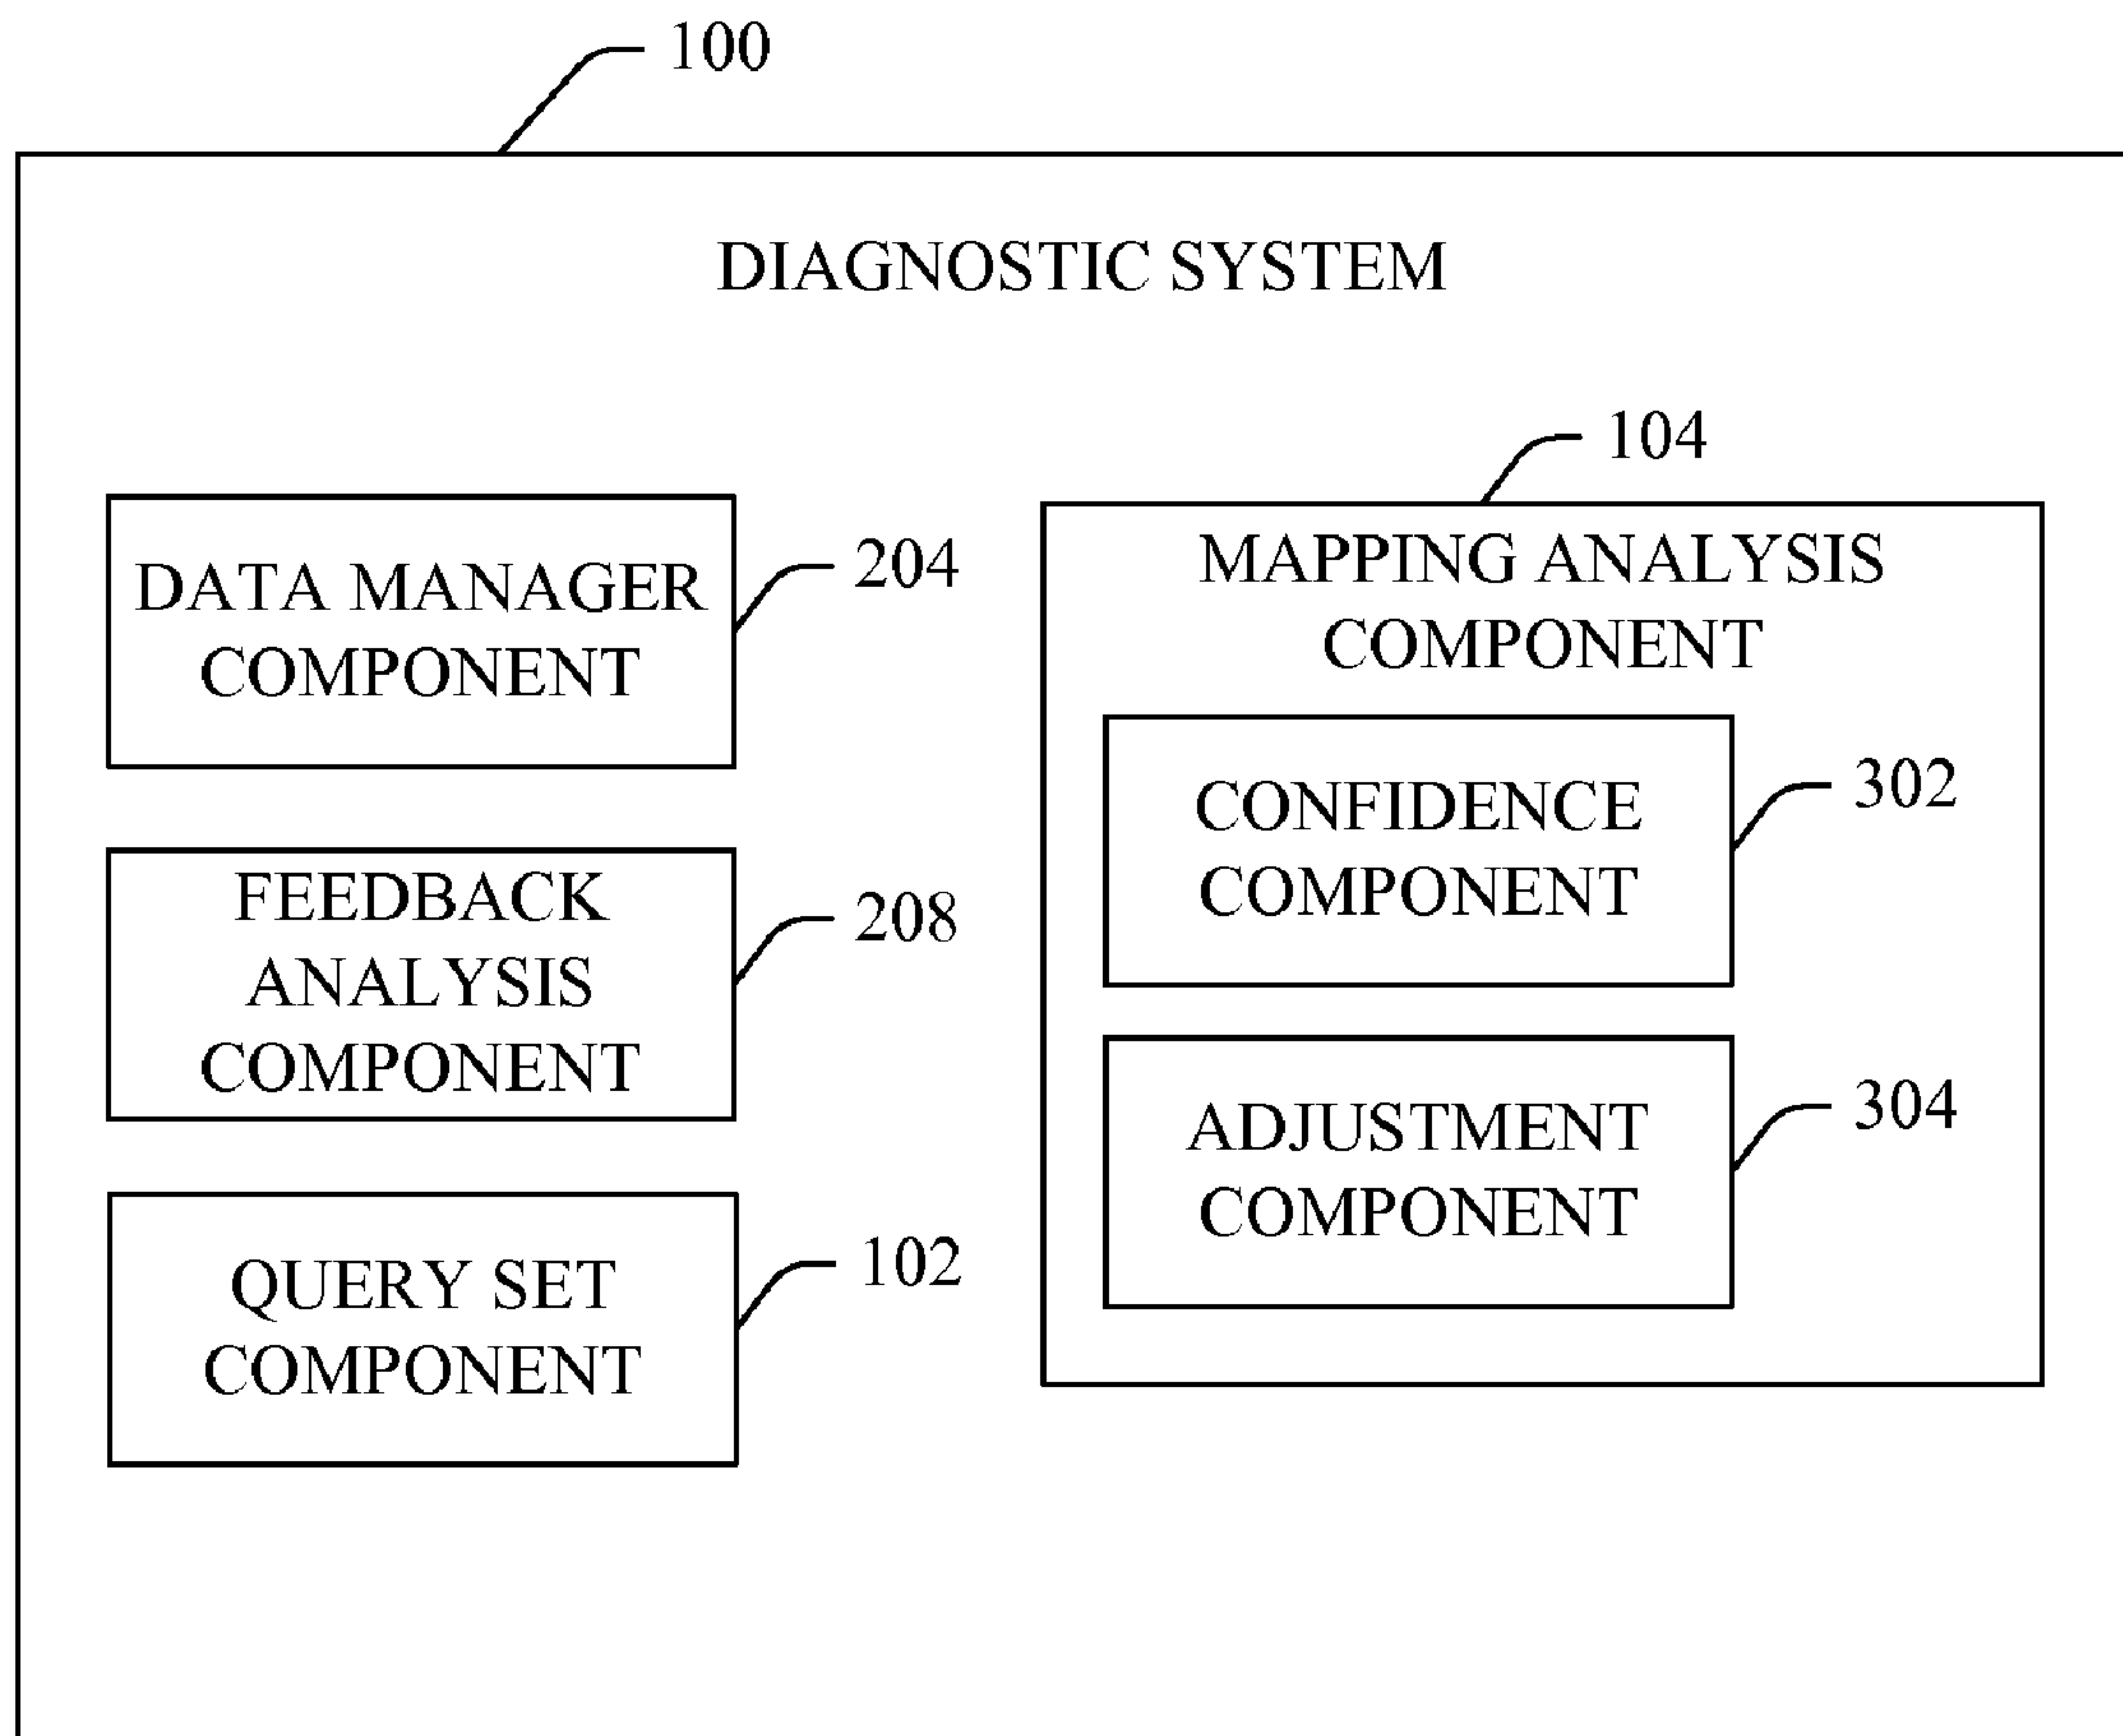 100
DIAGNOSTIC SYSTEM
DATA MANAGER
COMPONENT
204
FEEDBACK
ANALYSIS
COMPONENT
208
QUERY SET
COMPONENT
102
104
MAPPING ANALYSIS
COMPONENT
CONFIDENCE
COMPONENT
302
ADJUSTMENT
COMPONENT
304